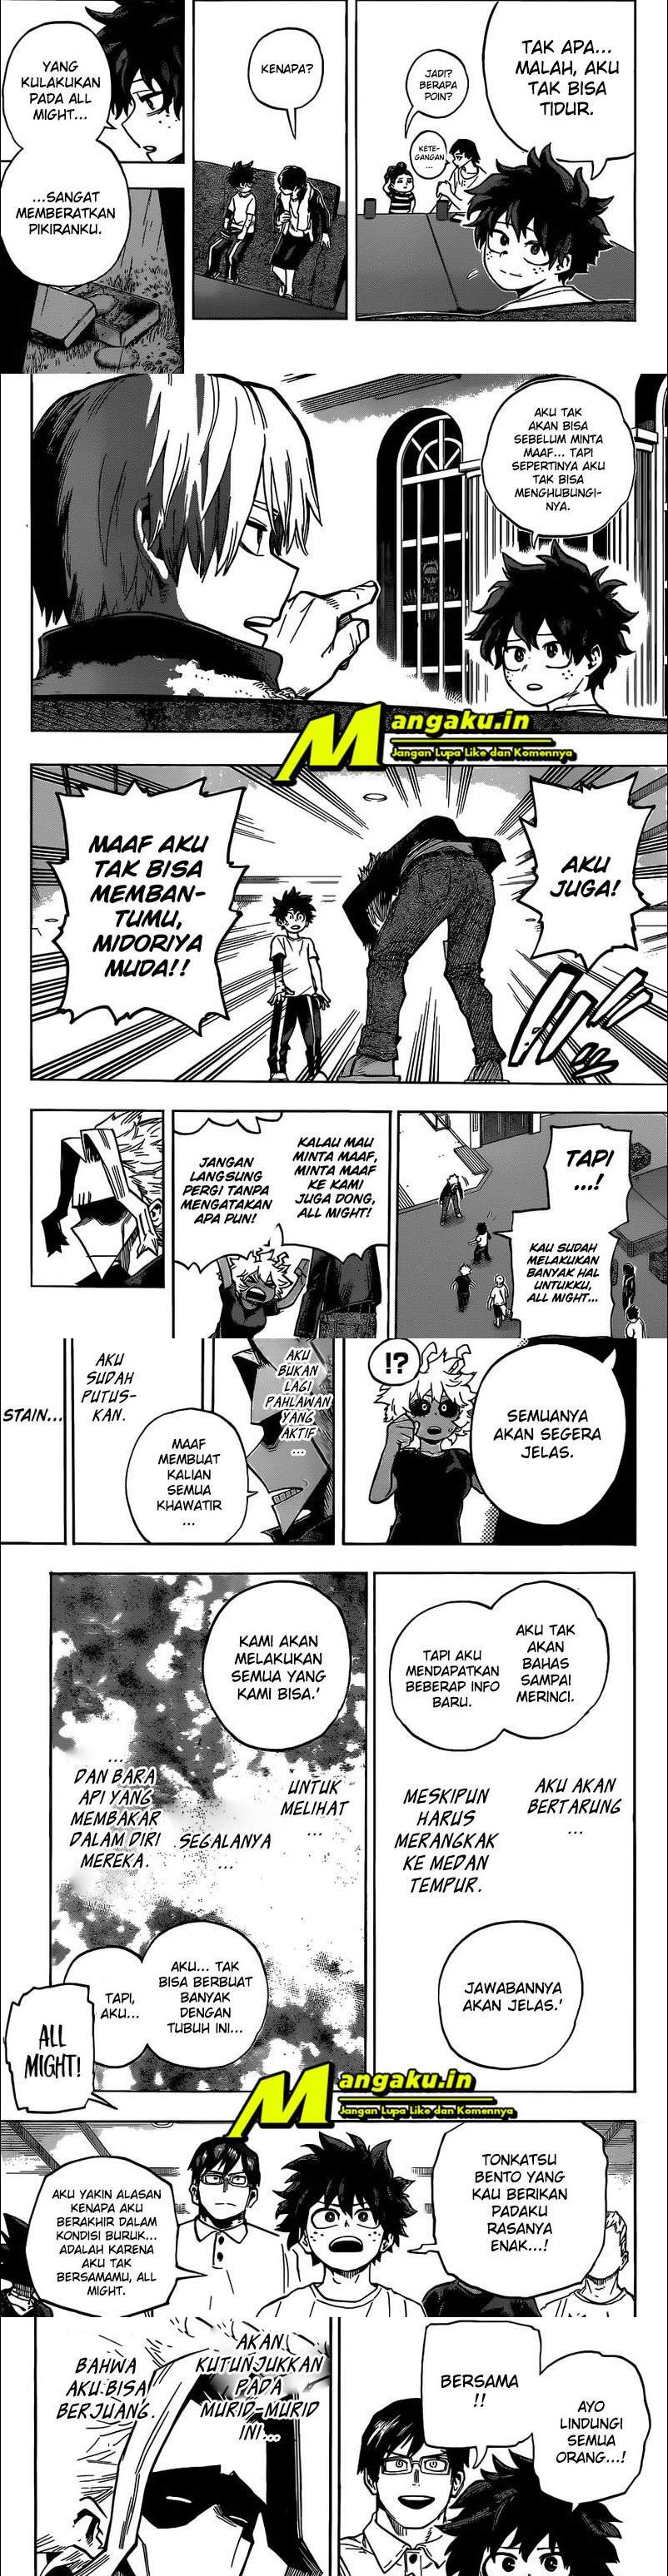 TAK APA...
MALAH, AKU
TAK BISA
TIDUR.
JADI?
BERAPA
POIN?
KETE-
GANGAN
...
KENAPA?
YANG
KULAKUKAN
PADA ALL
MIGHT...
...SANGAT
MEMBERATKAN
PIKIRANKU.
AKU TAK
AKAN BISA
SEBELUM MINTA
MAAF... TAPI
SEPERTINYA AKU
TAK BISA
MENGHUBUNGI-
NYA.
Mangaku.in
Jangan Lupa Like dan Komennya
AKU
JUGA!
MAAF AKU
TAK BISA
MEMBAN-
TUMU,
MIDORIYA
MUDA!!
TAPI
...!
KAU SUDAH
MELAKUKAN
BANYAK HAL
UNTUKKU,
ALL MIGHT...
KALAU MAU
MINTA MAAF,
MINTA MAAF
KE KAMI
JUGA DONG,
ALL MIGHT!
JANGAN
LANGSUNG
PERGI TANPA
MENGATAKAN
APA PUN!
SEMUANYA
AKAN SEGERA
JELAS.
!?
AKU
BUKAN
LAGI
PAHLAWAN
YANG
AKTIF
...
MAAF
MEMBUAT
KALIAN
SEMUA
KHAWATIR
...
AKU
SUDAH
PUTUS-
KAN.
STAIN...
AKU TAK
AKAN
BAHAS
SAMPAI
MERINCI.
TAPI AKU
MENDAPATKAN
BEBERAP INFO
BARU.
AKU AKAN
BERTARUNG
...
MESKIPUN
HARUS
MERANGKAK
KE MEDAN
TEMPUR.
JAWABANNYA
AKAN JELAS.'
KAMI AKAN
MELAKUKAN
SEMUA YANG
KAMI BISA.'
UNTUK
MELIHAT
...
SEGALANYA
...
...
DAN BARA
API YANG
MEMBAKAR
DALAM DIRI
MEREKA.
AKU... TAK
BISA BERBUAT
BANYAK
DENGAN
TUBUH INI...
TAPI,
AKU...
ALL
MIGHT!
Mangaku.in
Jangan Lupa Like dan Komennya
TONKATSU
BENTO YANG
KAU BERIKAN
PADAKU
RASANYA
ENAK...!
AKU YAKIN ALASAN
KENAPA AKU
BERAKHIR DALAM
KONDISI BURUK...
ADALAH KARENA
AKU TAK
BERSAMAMU, ALL
MIGHT.
AYO
LINDUNGI
SEMUA
ORANG...!
BERSAMA
!!
AKAN
KUTUNJUKKAN
PADA
MURID-MURID
INI...
BAHWA
AKU BISA
BERJUANG.